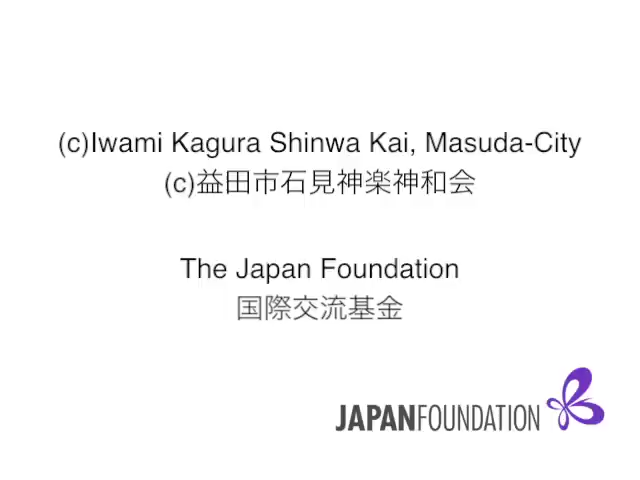 (c)Iwami Kagura Shinwa Kai, Masuda-City
(c)益田市石見神楽神和会
The Japan Foundation
国際交流基金
JAPANFOUNDATION